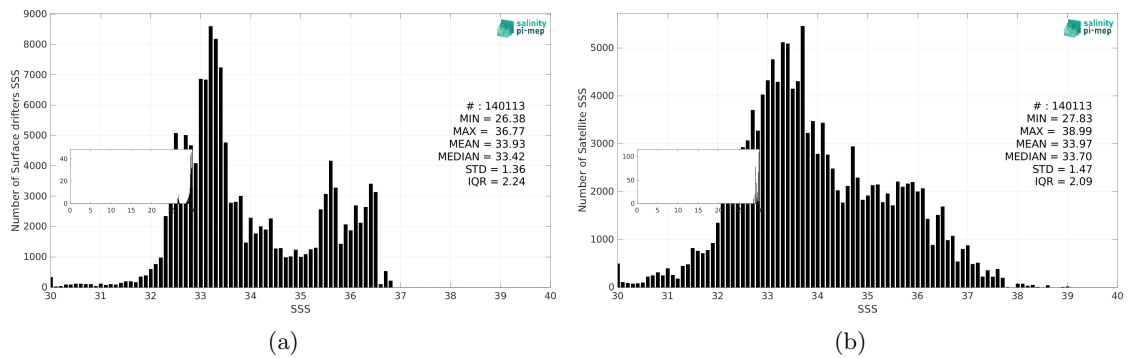 9000
8000
7000
6000
5000
4000
3000
2000
1000
0
Number of Surface drifters SSS
salinity
pi-mep
# : 140113
MIN = 26.38
MAX = 36.77
MEAN = 33.93
MEDIAN = 33.42
STD = 1.36
IQR = 2.24
40
20
0
0 5 10 15 20 25
30 31 32 33 34 35 36 37 38 39 40
SSS
(a)
5000
4000
3000
2000
1000
0
Number of Satellite SSS
salinity
pi-mep
# : 140113
MIN = 27.83
MAX = 38.99
MEAN = 33.97
MEDIAN = 33.70
STD = 1.47
IQR = 2.09
100
50
0
0 5 10 15 20 25
30 31 32 33 34 35 36 37 38 39 40
SSS
(b)